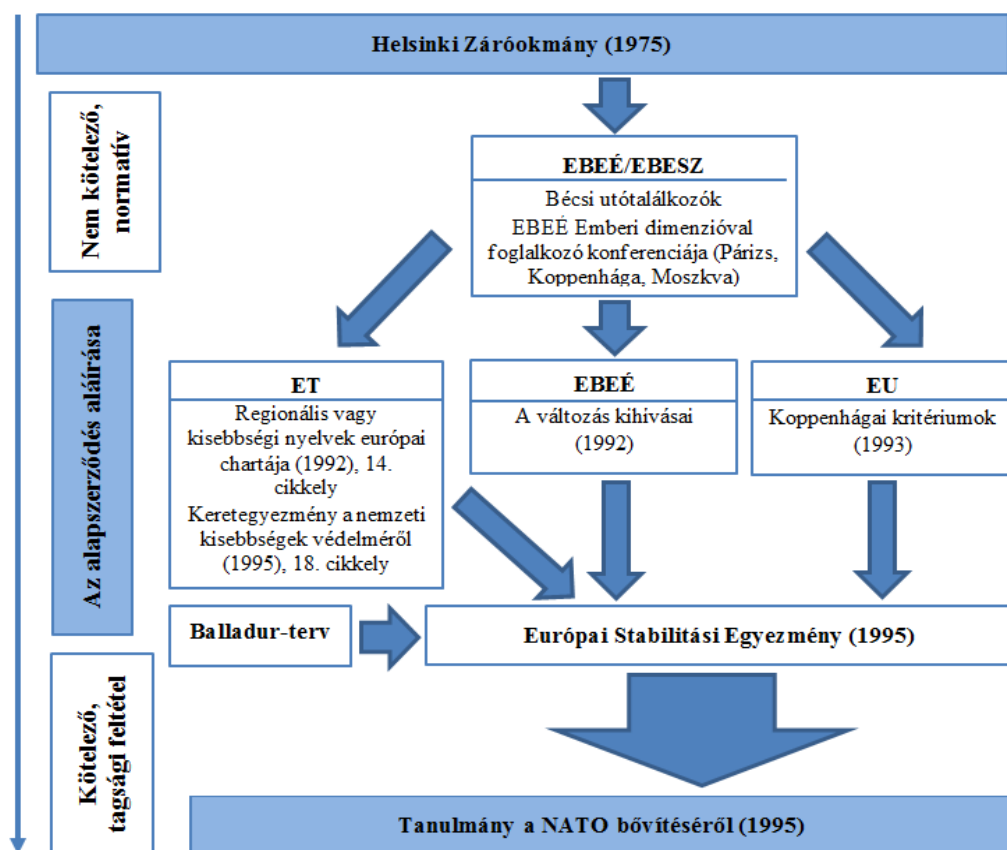 Helsinki Záróokmány (1975)
Nem kötelező,
normatív
EBEÉ/EBESZ
Bécsi utótalálkozók
EBEÉ Emberi dimenzióval
foglalkozó konferenciája (Párizs,
Koppenhága, Moszkva)
Az alapszerződés aláírása
ET
Regionális vagy
kisebbségi nyelvek európai
chartája (1992), 14.
cikkely
Keretegyezmény a nemzeti
kisebbségek védelméről
(1995), 18. cikkely
EBEÉ
A változás kihívásai
(1992)
EU
Koppenhágai kritériumok
(1993)
Balladur-terv
Európai Stabilitási Egyezmény (1995)
Kötelező,
tagsági feltétel
Tanulmány a NATO bővítéséről (1995)